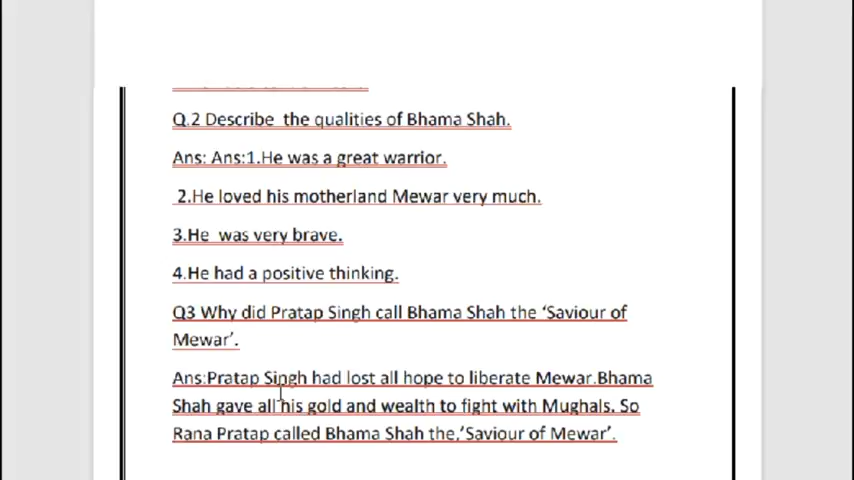 Q.2 Describe the qualities of Bhama Shah.
Ans: Ans:1.He was a great warrior.
2.He loved his motherland Mewar very much.
3.He was very brave.
4.He had a positive thinking.
Q3 Why did Pratap Singh call Bhama Shah the ‘Saviour of
Mewar’.
Ans:Pratap Singh had lost all hope to liberate Mewar.Bhama
Shah gave all his gold and wealth to fight with Mughals. So
Rana Pratap called Bhama Shah the,’Saviour of Mewar’.